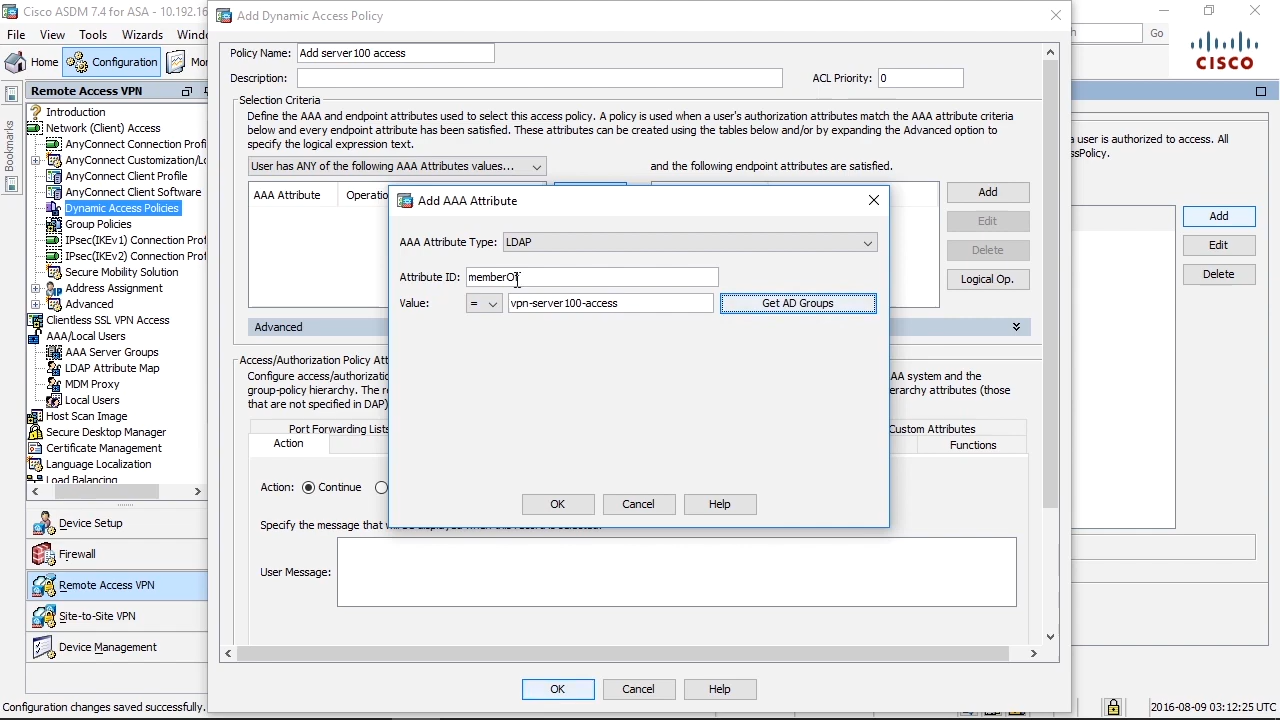 Cisco ASDM 7.4 for ASA - 10.192.16
Add Dynamic Access Policy
File View Tools Wizards
Go
CISCO
Home Configuration
Policy Name: Add server100 access
Description:
ACL Priority: 0
Remote Access VPN
Bookmarks
Introduction
Network (Client) Access
AnyConnect Connection Profi
AnyConnect Customization/Lo
AnyConnect Client Profile
AnyConnect Client Software
Dynamic Access Policies
Group Policies
IPsec(IKEv1) Connection Prof
IPsec(IKEv2) Connection Prof
Secure Mobility Solution
Address Assignment
Advanced
Clientless SSL VPN Access
AAA/Local Users
AAA Server Groups
LDAP Attribute Map
MDM Proxy
Local Users
Host Scan Image
Secure Desktop Manager
Certificate Management
Language Localization
Load Balancing
Device Setup
Firewall
Remote Access VPN
Site-to-Site VPN
Device Management
Selection Criteria
Define the AAA and endpoint attributes used to select this access policy. A policy is used when a user's authorization attributes match the AAA attribute criteria
below and every endpoint attribute has been satisfied. These attributes can be created using the tables below and/or by expanding the Advanced option to
specify the logical expression text.
User has ANY of the following AAA Attributes values...
and the following endpoint attributes are satisfied.
AAA Attribute
Add
Edit
Delete
Logical Op.
Add AAA Attribute
AAA Attribute Type: LDAP
Attribute ID:
Value: = vpn-server100-access Get AD Groups
OK Cancel Help
Advanced
Access/Authorization Policy Att
Configure access/authorizatio
AA system and the
group-policy hierarchy. The re
erarchy attributes (those
that are not specified in DAP)
Port Forwarding Lists
Custom Attributes
Action
Functions
Action: Continue
User Message:
OK Cancel Help
a user is authorized to access. All
Add
Edit
Delete
Configuration changes saved successfully.
2016-08-09 03:12:25 UTC